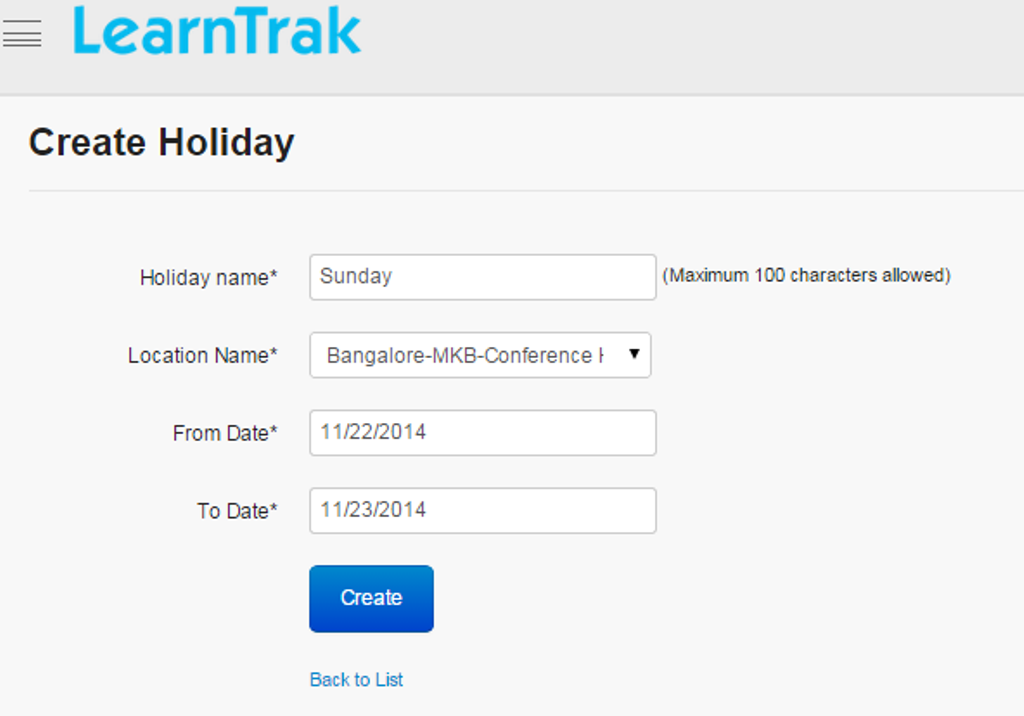 LearnTrak
Create Holiday
Holiday name* Sunday (Maximum 100 characters allowed)
Location Name* Bangalore-MKB-Conference
From Date* 11/22/2014
To Date* 11/23/2014
Create
Back to List